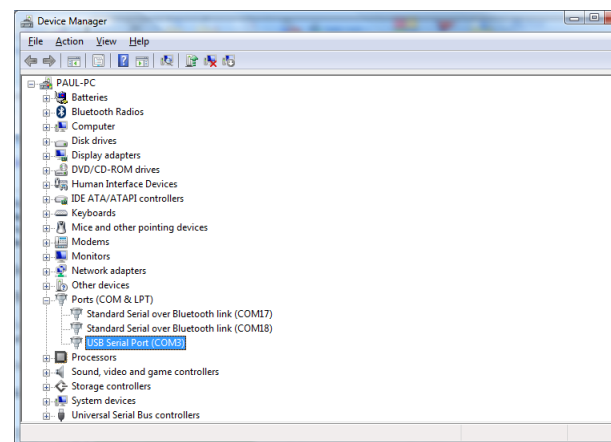 Device Manager
File Action View Help
PAUL-PC
Batteries
Bluetooth Radios
Computer
Disk drives
Display adapters
DVD/CD-ROM drives
Human Interface Devices
IDE ATA/ATAPI controllers
Keyboards
Mice and other pointing devices
Modems
Monitors
Network adapters
Other devices
Ports (COM & LPT)
Standard Serial over Bluetooth link (COM17)
Standard Serial over Bluetooth link (COM18)
USB Serial Port (COM3)
Processors
Sound, video and game controllers
Storage controllers
System devices
Universal Serial Bus controllers